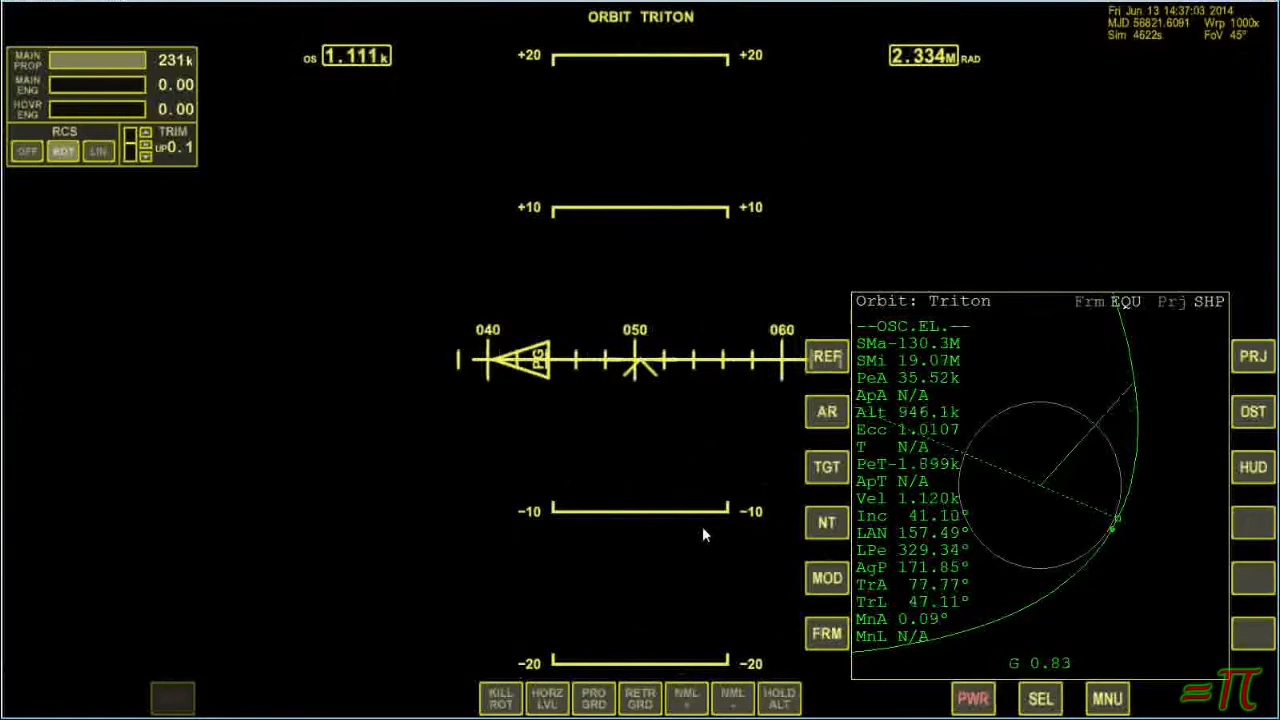 ORBIT TRITON
Fri Jun 13 14:37:03 2014
MJD 56821.6091 Wrp 1000x
Sim 4622s FoV 45°
MAIN PROP 231k
MAIN ENG 0.00
HOVR ENG 0.00
RCS TRIM
OFF ROT LIN UP0.1
OS 1.111k
2.334M RAD
+20 +20
+10 +10
040 050 060
PG
-10 -10
-20 -20
Orbit: Triton Frm EQU Prj SHP
--OSC.EL.--
SMa-130.3M
SMi 19.07M
PeA 35.52k
ApA N/A
Alt 946.1k
Ecc 1.0107
T N/A
PeT-1.899k
ApT N/A
Vel 1.120k
Inc 41.10°
LAN 157.49°
LPe 329.34°
AgP 171.85°
TrA 77.77°
TrL 47.11°
MnA 0.09°
MnL N/A
G 0.83
REF PRJ
AR DST
TGT HUD
NT
MOD
FRM
KILL ROT
HORZ LVL
PRO GRD
RETR GRD
NML +
NML -
HOLD ALT
PWR SEL MNU
=π